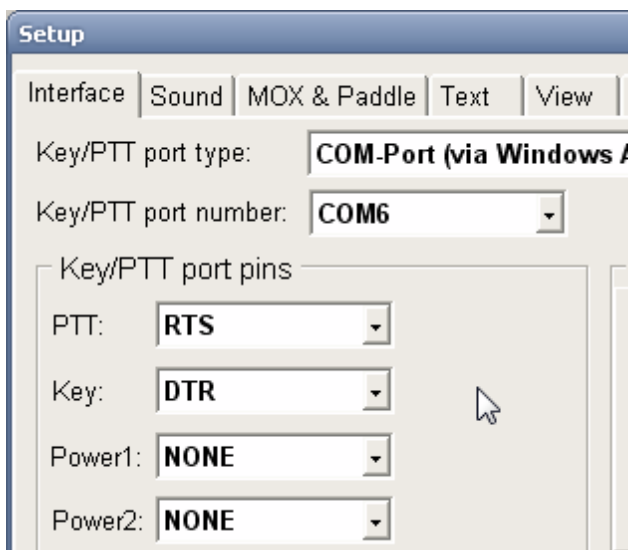 Setup
Interface Sound MOX & Paddle Text View
Key/PTT port type: COM-Port (via Windows
Key/PTT port number: COM6
Key/PTT port pins
PTT: RTS
Key: DTR
Power1: NONE
Power2: NONE